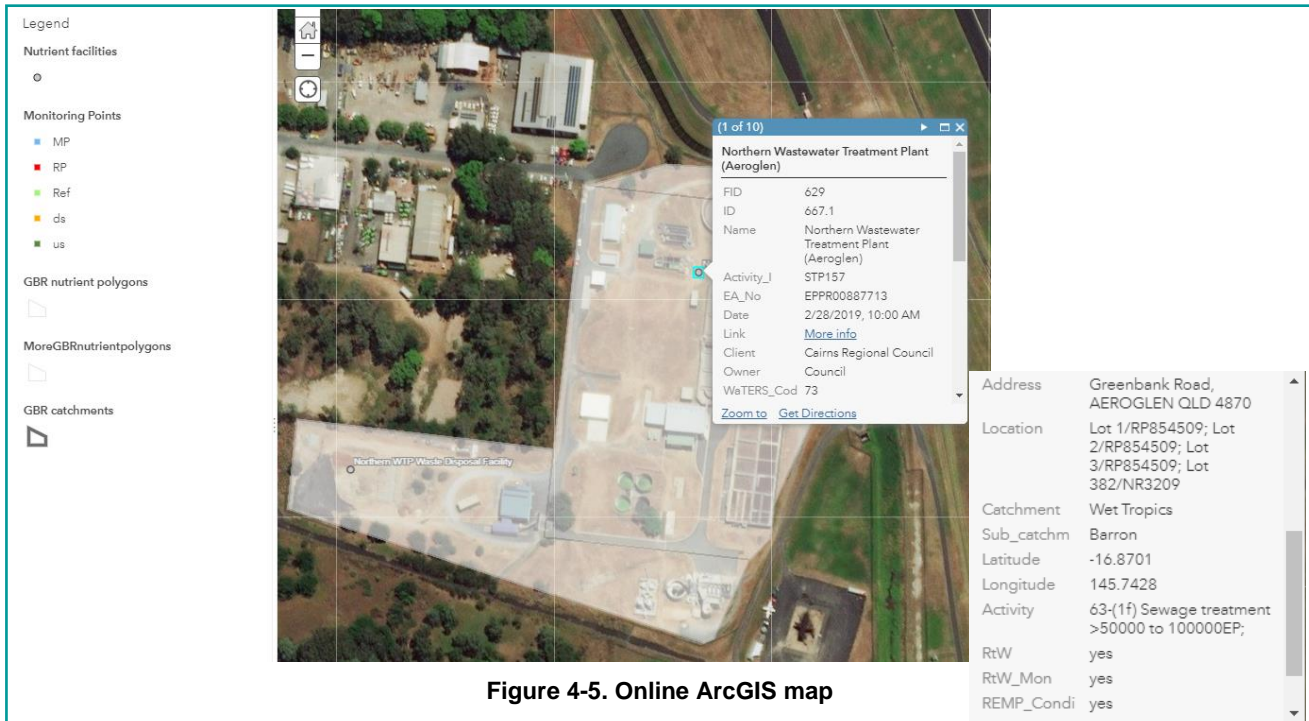 Legend
Nutrient facilities
Monitoring Points
MP
RP
Ref
ds
us
GBR nutrient polygons
MoreGBRnutrientpolygons
GBR catchments
Northern WTP Waste Disposal Facility
(1 of 10)
Northern Wastewater Treatment Plant
(Aeroglen)
FID 629
ID 667.1
Name Northern Wastewater
Treatment Plant
(Aeroglen)
Activity_I STP157
EA_No EPPR00887713
Date 2/28/2019, 10:00 AM
Link More info
Client Cairns Regional Council
Owner Council
WaTERS_Cod 73
Zoom to Get Directions
Address Greenbank Road,
AEROGLEN QLD 4870
Location Lot 1/RP854509; Lot
2/RP854509; Lot
3/RP854509; Lot
382/NR3209
Catchment Wet Tropics
Sub_catchm Barron
Latitude -16.8701
Longitude 145.7428
Activity 63-(1f) Sewage treatment
>50000 to 100000EP;
RtW yes
RtW_Mon yes
REMP_Condi yes
Figure 4-5. Online ArcGIS map